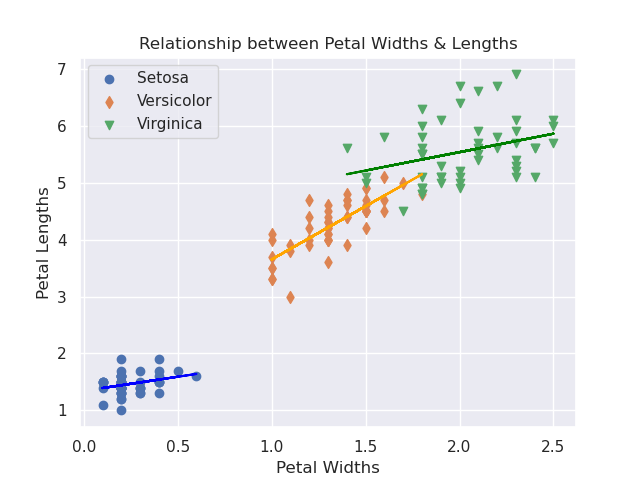 Relationship between Petal Widths & Lengths
Setosa
Versicolor
Virginica
7
6
5
4
3
2
1
Petal Lengths
0.0 0.5 1.0 1.5 2.0 2.5
Petal Widths